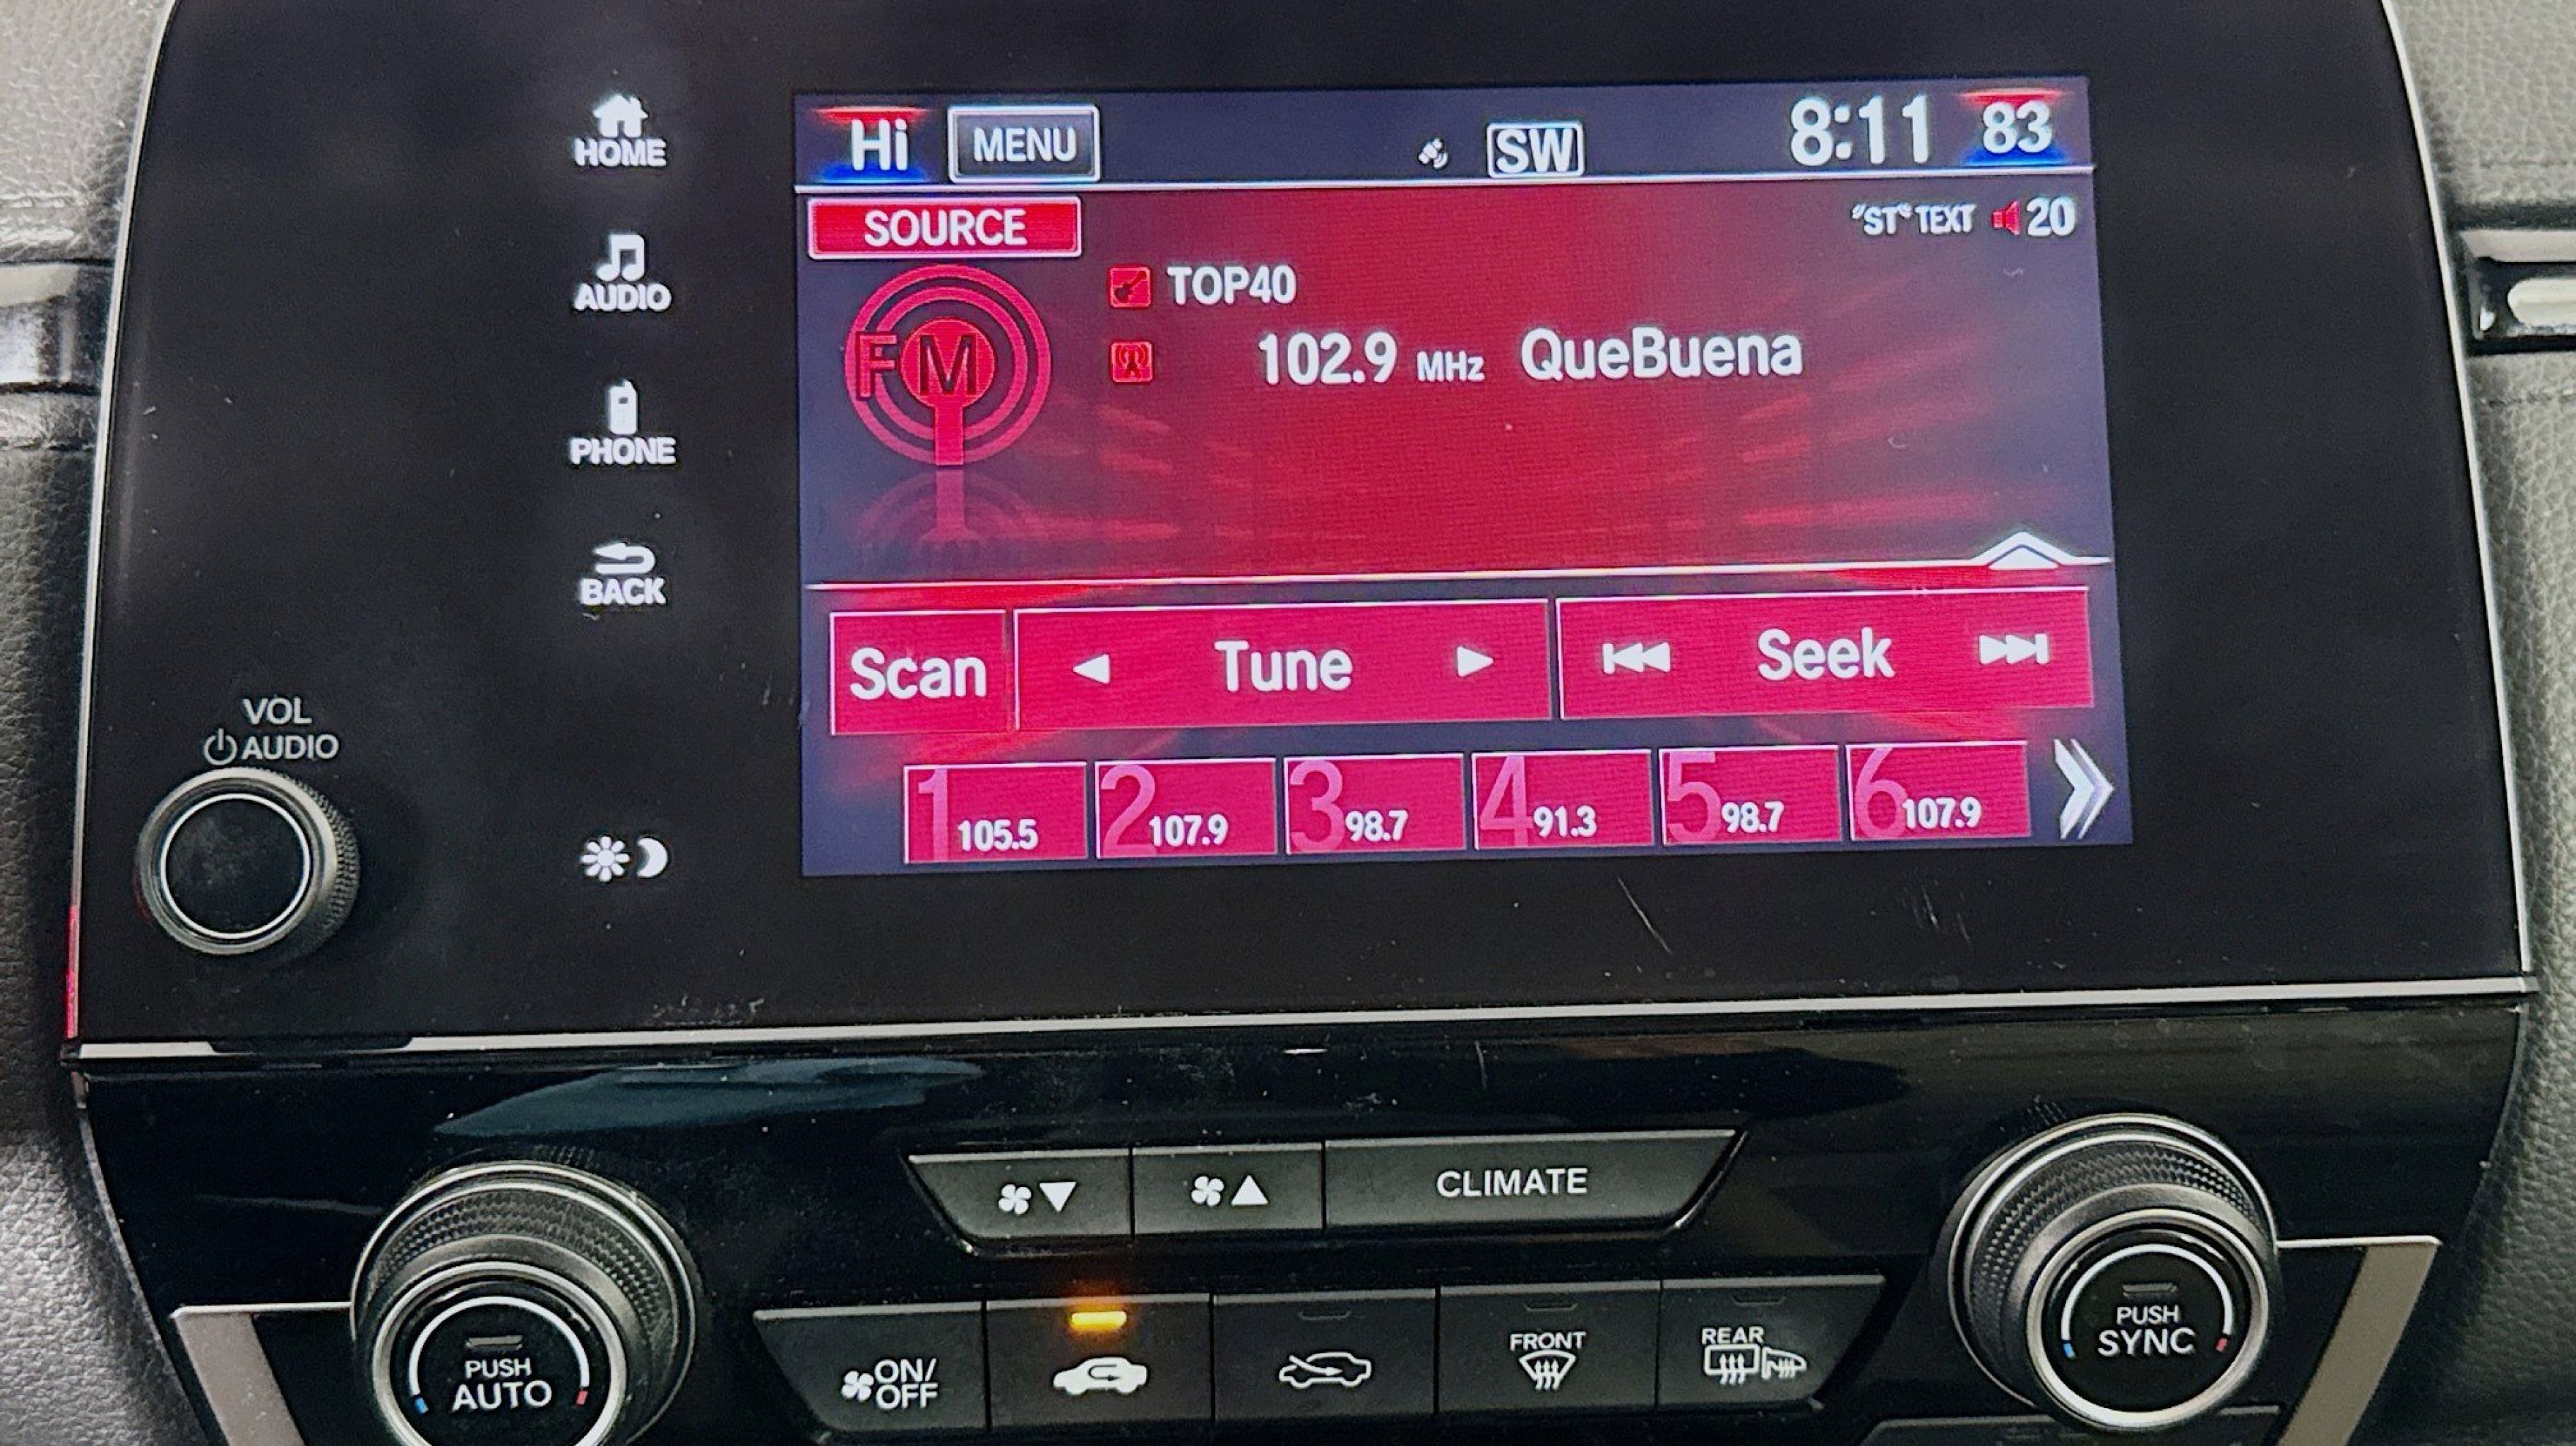 HOME
AUDIO
PHONE
BACK
VOL
AUDIO
Hi MENU SW 8:11 83
SOURCE "ST" TEXT 20
TOP40
FM 102.9 MHz QueBuena
Scan Tune Seek
1 105.5 2 107.9 3 98.7 4 91.3 5 98.7 6 107.9
CLIMATE
PUSH
AUTO
ON/
OFF
FRONT
REAR
PUSH
SYNC